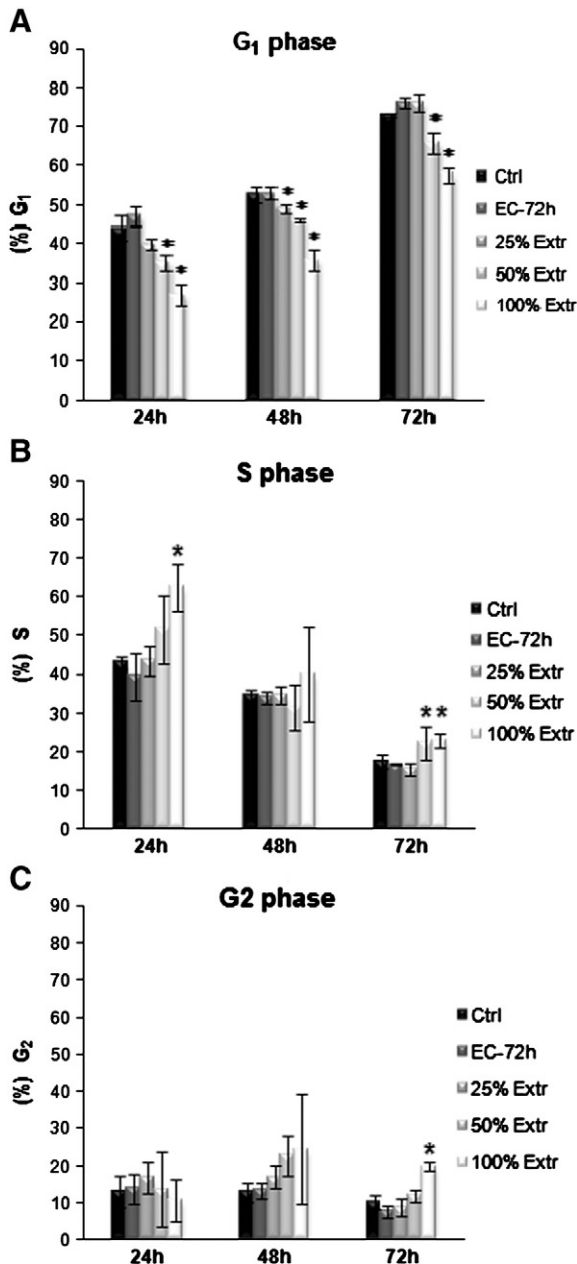 A
G1 phase
90
80
70
60
50
40
30
20
10
0
(%) G1
* *
* * *
* *
24h 48h 72h
Ctrl
EC-72h
25% Extr
50% Extr
100% Extr
B
S phase
90
80
70
60
50
40
30
20
10
0
(%) S
*
* *
24h 48h 72h
Ctrl
EC-72h
25% Extr
50% Extr
100% Extr
C
G2 phase
90
80
70
60
50
40
30
20
10
0
(%) G2
*
24h 48h 72h
Ctrl
EC-72h
25% Extr
50% Extr
100% Extr